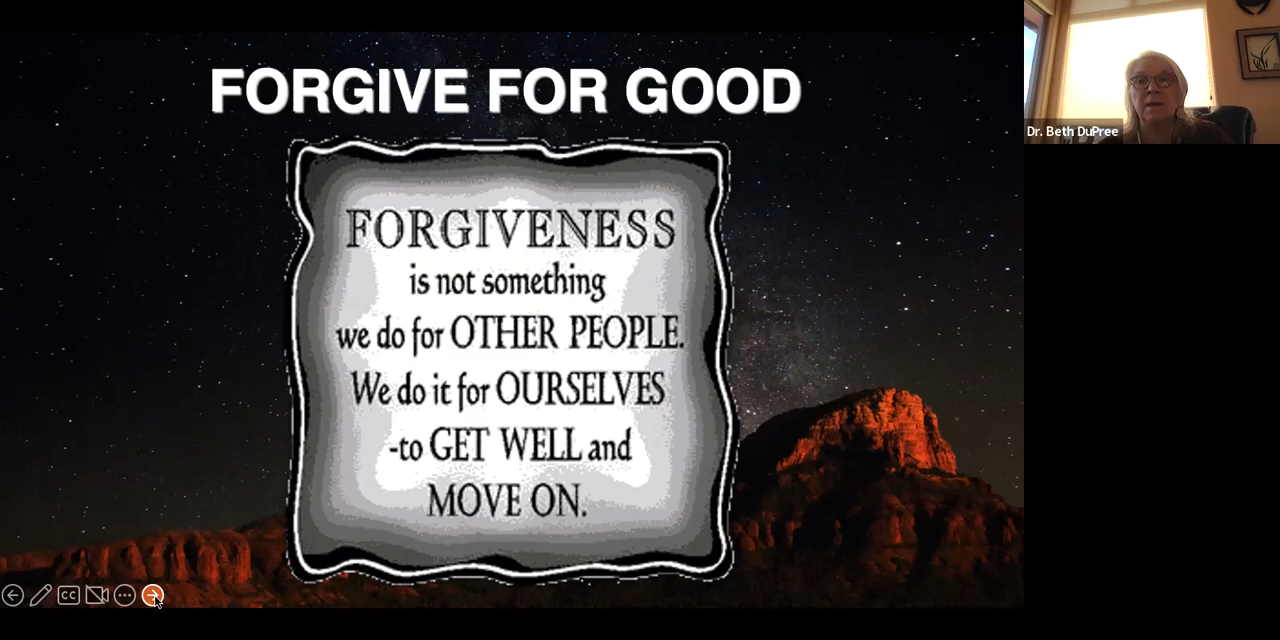 FORGIVE FOR GOOD
FORGIVENESS
is not something
we do for OTHER PEOPLE.
We do it for OURSELVES
-to GET WELL and
MOVE ON.
Dr. Beth DuPree
CC